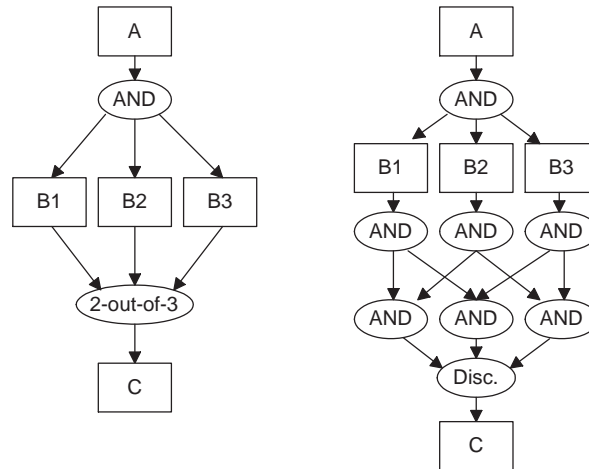 A
AND
B1
B2
B3
2-out-of-3
C
A
AND
B1
B2
B3
AND
AND
AND
AND
AND
AND
Disc.
C